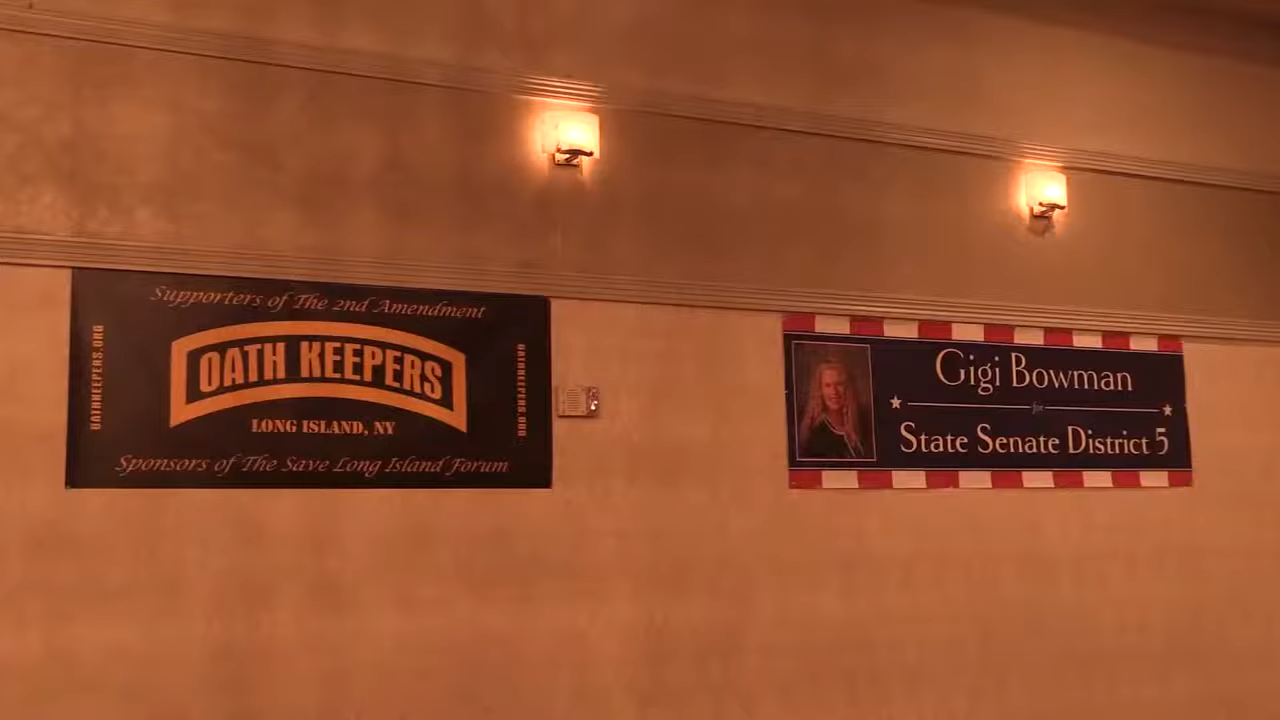 Supporters of The 2nd Amendment
OATHKEEPERS.ORG
OATH KEEPERS
OATHKEEPERS.ORG
LONG ISLAND, NY
Sponsors of The Save Long Island Forum
Gigi Bowman
for
State Senate District 5